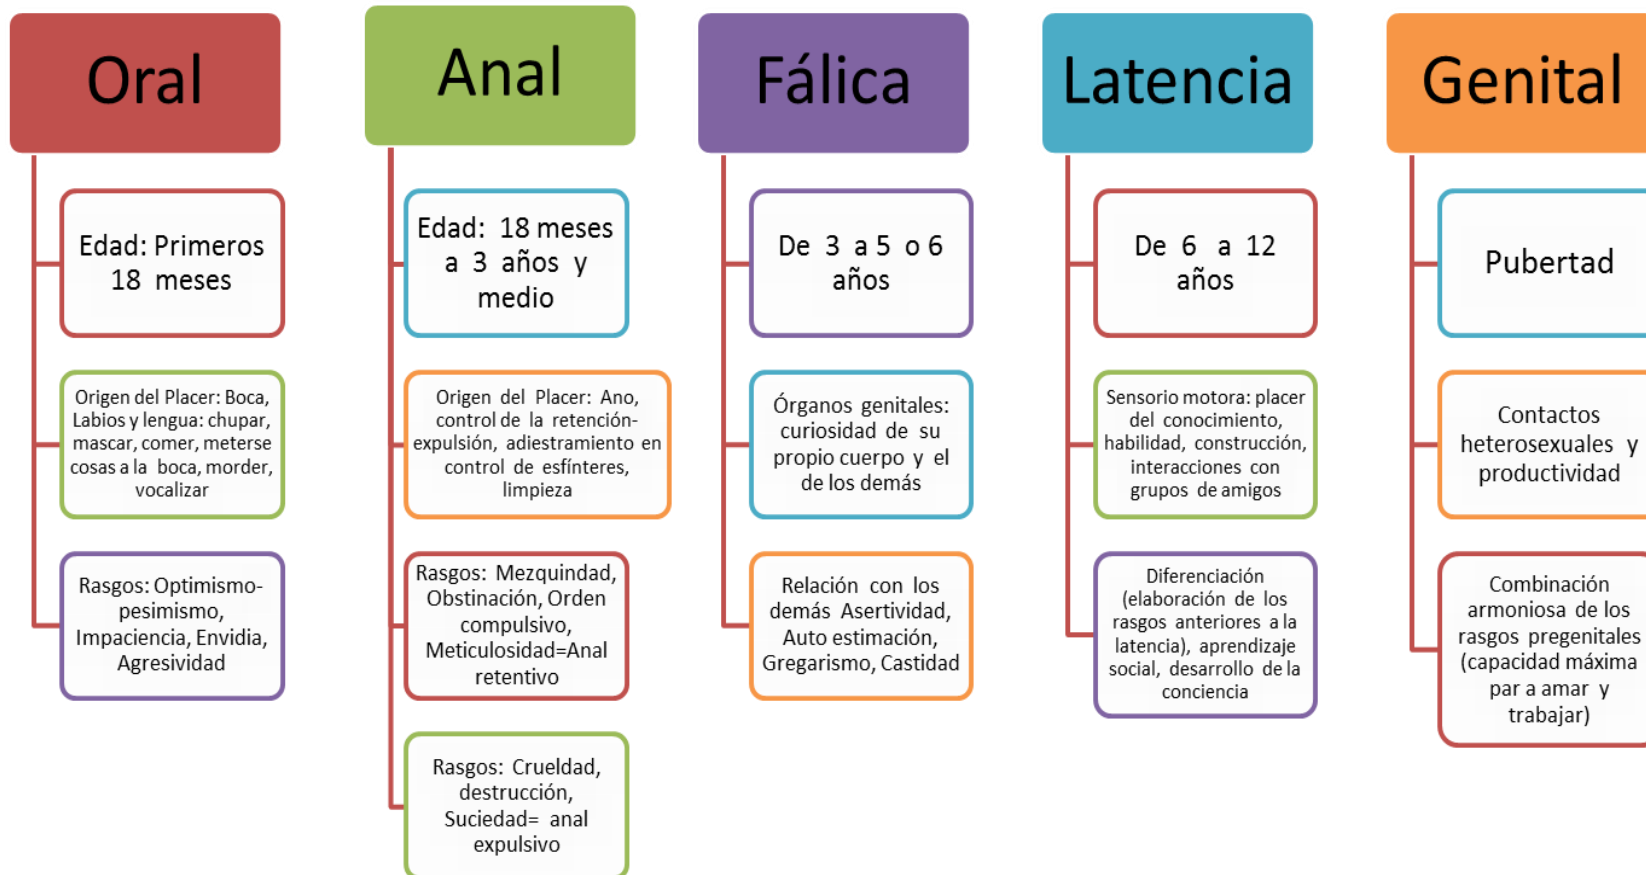 Oral
Edad: Primeros
18 meses
Origen del Placer: Boca,
Labios y lengua: chupar,
mascar, comer, meterse
cosas a la boca, morder,
vocalizar
Rasgos: Optimismo-
pesimismo,
Impaciencia, Envidia,
Agresividad
Anal
Edad: 18 meses
a 3 años y
medio
Origen del Placer: Ano,
control de la retención-
expulsión, adiestramiento en
control de esfínteres,
limpieza
Rasgos: Mezquindad,
Obstinación, Orden
compulsivo,
Meticulosidad=Anal
retentivo
Rasgos: Crueldad,
destrucción,
Suciedad= anal
expulsivo
Fálica
De 3 a 5 o 6
años
Órganos genitales:
curiosidad de su
propio cuerpo y el
de los demás
Relación con los
demás Asertividad,
Auto estimación,
Gregarismo, Castidad
Latencia
De 6 a 12
años
Sensorio motora: placer
del conocimiento,
habilidad, construcción,
interacciones con
grupos de amigos
Diferenciación
(elaboración de los
rasgos anteriores a la
latencia), aprendizaje
social, desarrollo de la
conciencia
Genital
Pubertad
Contactos
heterosexuales y
productividad
Combinación
armoniosa de los
rasgos pregenitales
(capacidad máxima
par a amar y
trabajar)